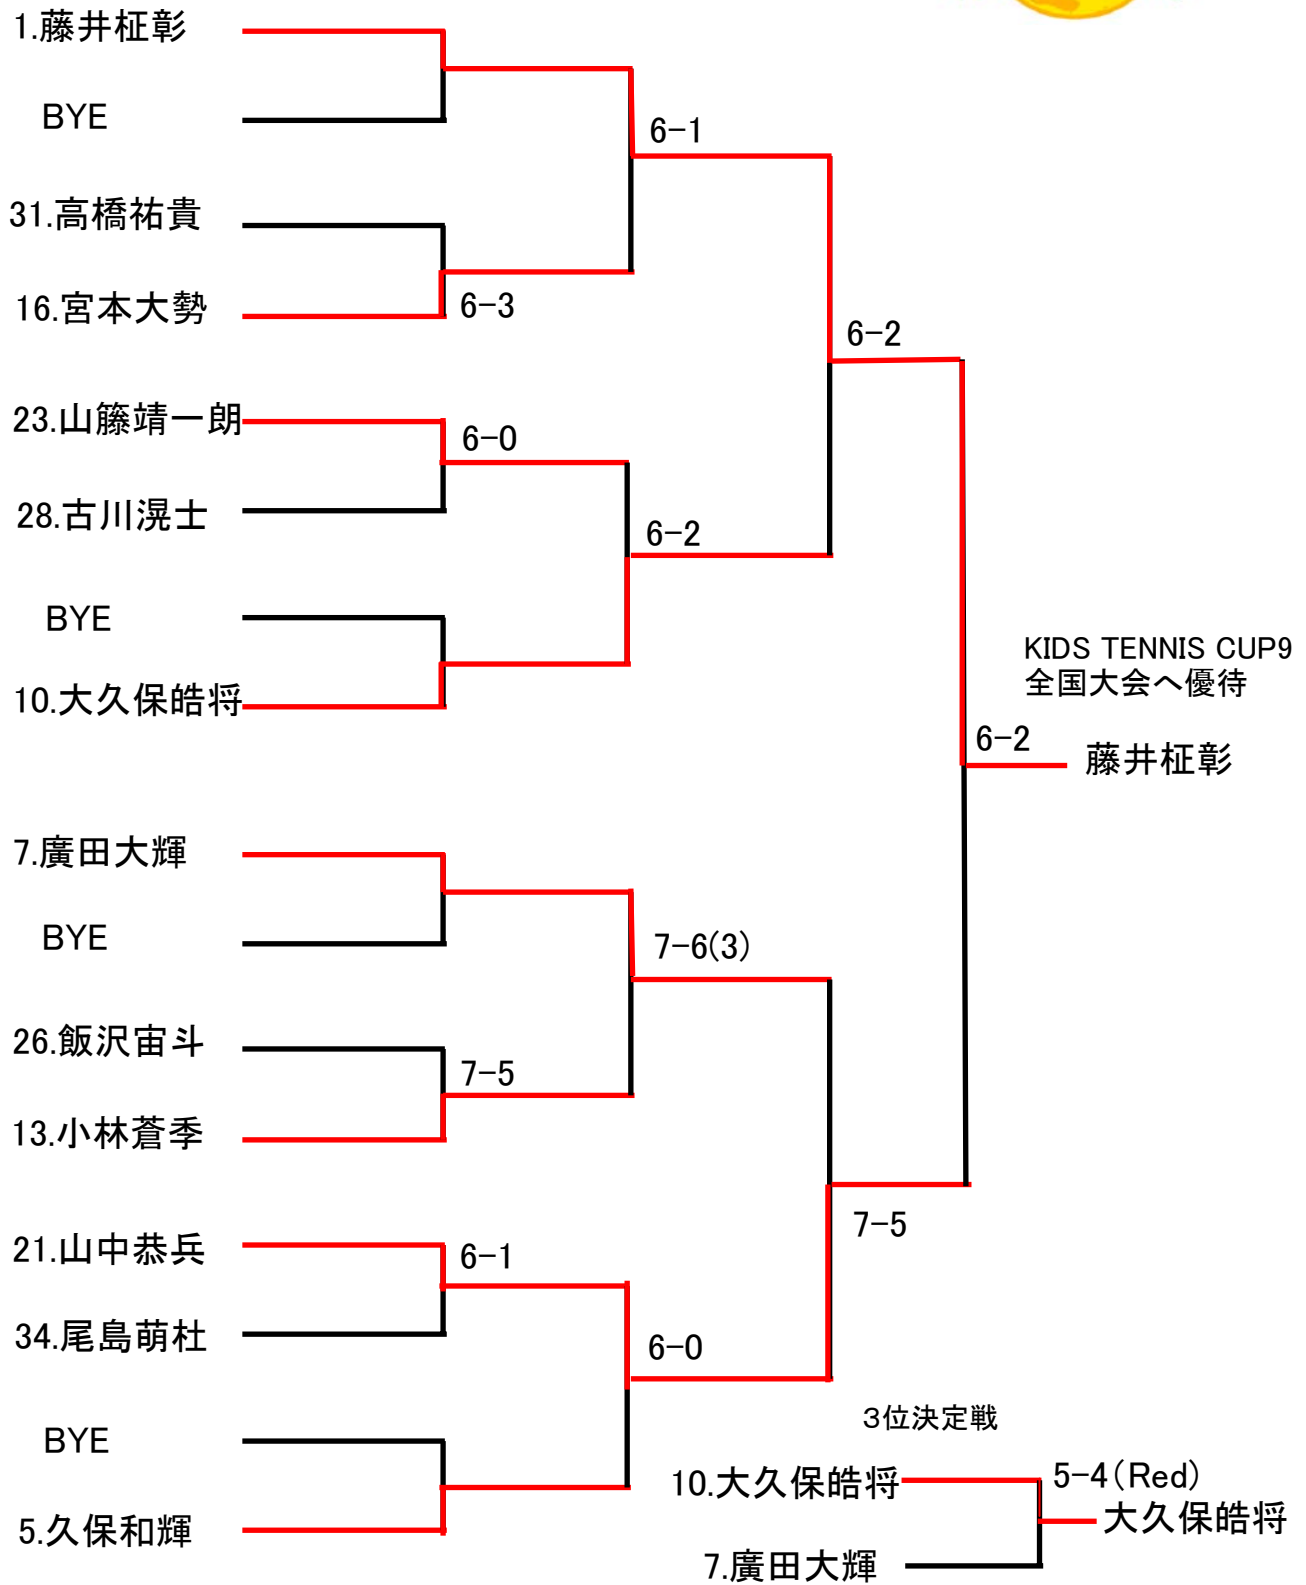 1.藤井柾彰
BYE
6-1
31.高橋祐貴
16.宮本大勢
6-3
6-2
23.山籐靖一朗
6-0
28.古川滉士
6-2
BYE
10.大久保皓将
KIDS TENNIS CUP9
全国大会へ優待
6-2
藤井柾彰
7.廣田大輝
BYE
7-6(3)
26.飯沢宙斗
7-5
13.小林蒼季
21.山中恭兵
6-1
7-5
34.尾島萌杜
6-0
BYE
5.久保和輝
3位決定戦
10.大久保皓将
5-4(Red)
大久保皓将
7.廣田大輝